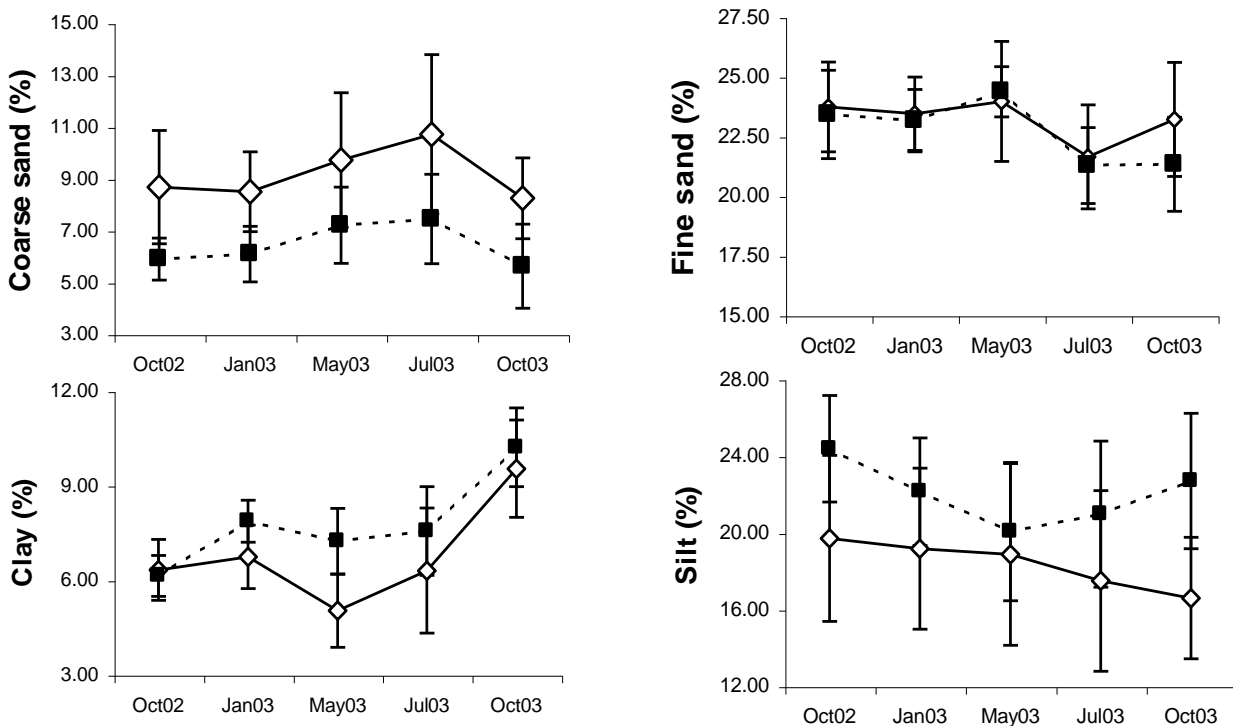 Coarse sand (%)
15.00
13.00
11.00
9.00
7.00
5.00
3.00
Oct02 Jan03 May03 Jul03 Oct03
Fine sand (%)
27.50
25.00
22.50
20.00
17.50
15.00
Oct02 Jan03 May03 Jul03 Oct03
Clay (%)
12.00
9.00
6.00
3.00
Oct02 Jan03 May03 Jul03 Oct03
Silt (%)
28.00
24.00
20.00
16.00
12.00
Oct02 Jan03 May03 Jul03 Oct03